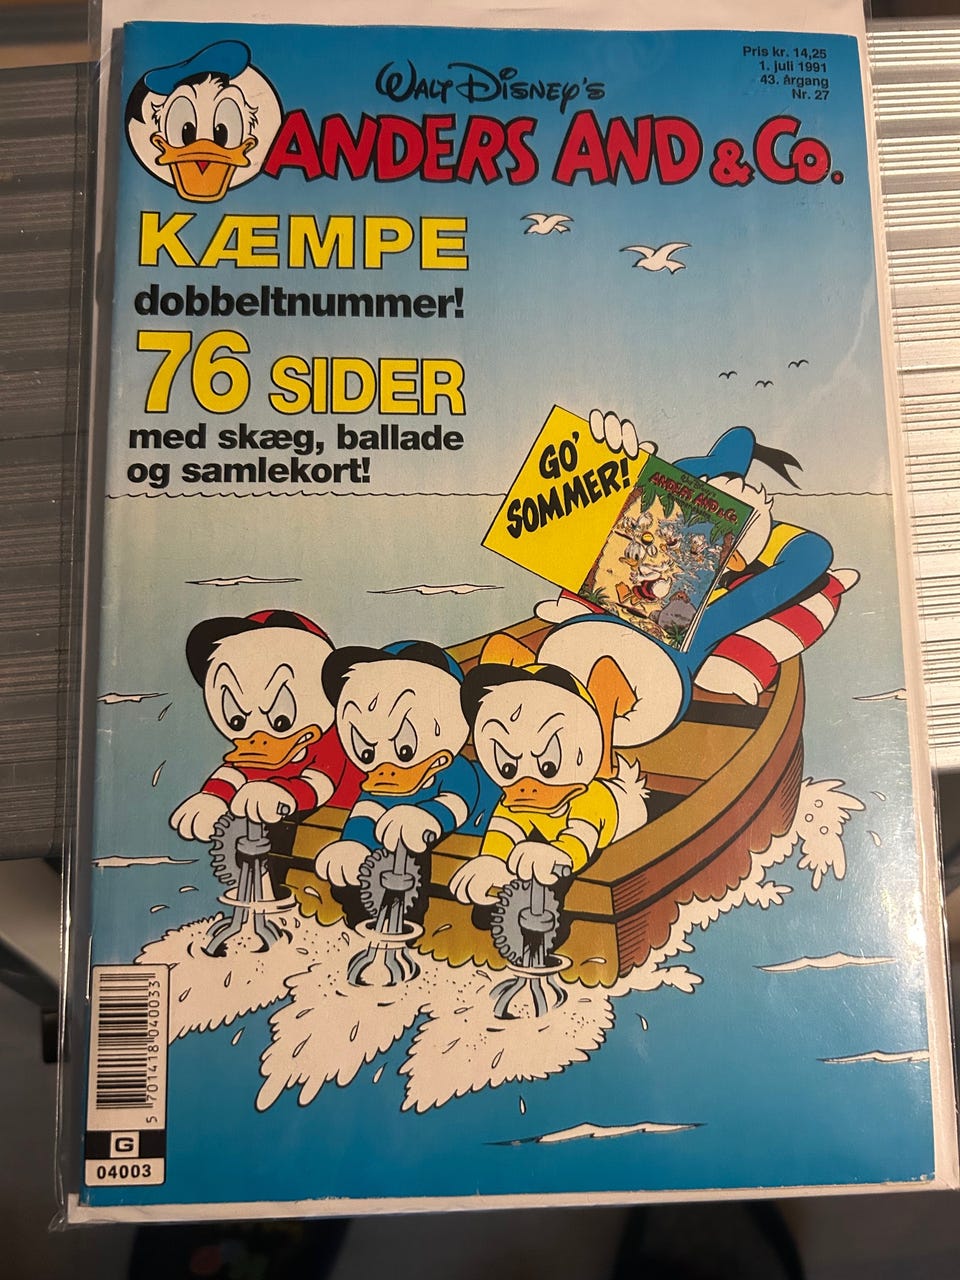 Pris kr. 14,25
1. juli 1991
43. årgang
Nr. 27
WALT DISNEY'S
ANDERS AND & Co.
KÆMPE
dobbeltnummer!
76 SIDER
med skæg, ballade
og samlekort!
GO'
SOMMER!
ANDERS AND & Co.
5 701418 040033
G
04003